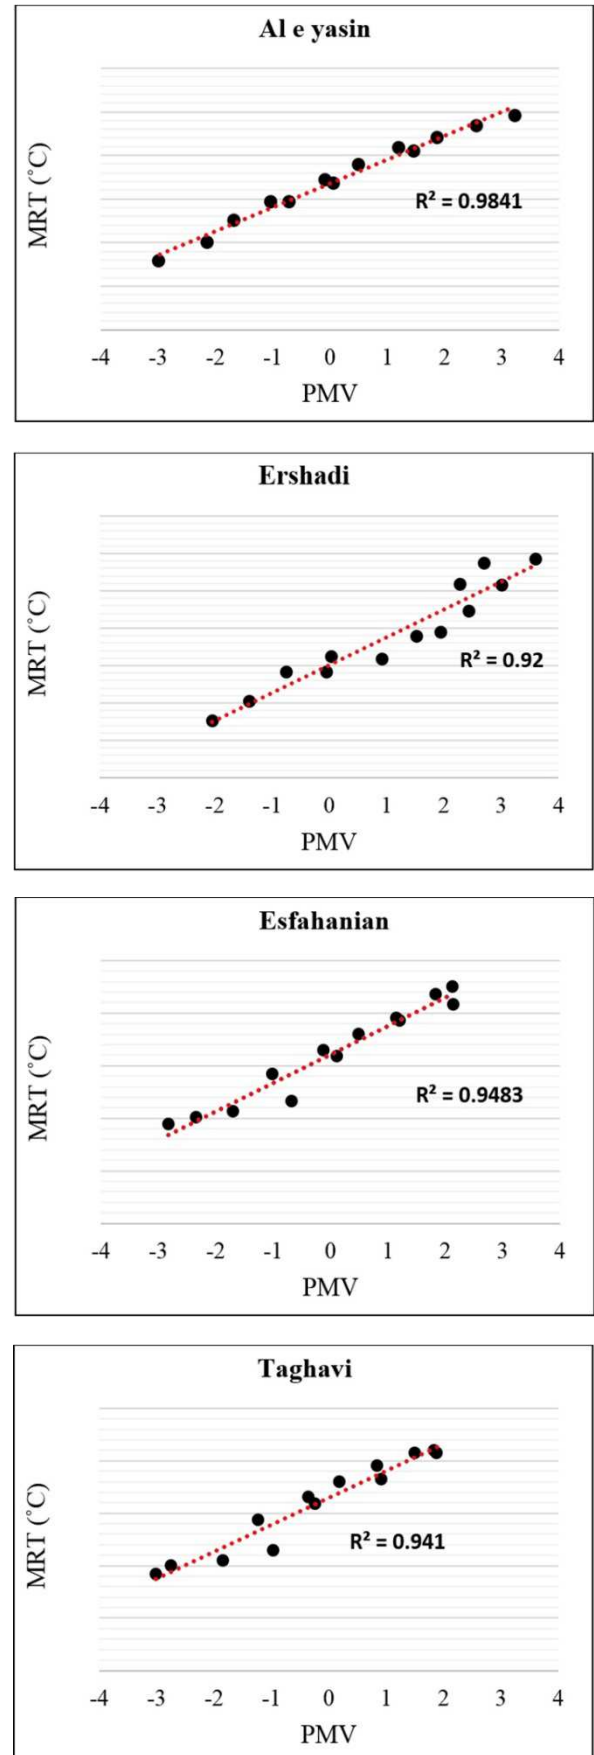 Al e yasin
MRT (˚C)
R² = 0.9841
-4 -3 -2 -1 0 1 2 3 4
PMV
Ershadi
MRT (˚C)
R² = 0.92
-4 -3 -2 -1 0 1 2 3 4
PMV
Esfahanian
MRT (˚C)
R² = 0.9483
-4 -3 -2 -1 0 1 2 3 4
PMV
Taghavi
MRT (˚C)
R² = 0.941
-4 -3 -2 -1 0 1 2 3 4
PMV